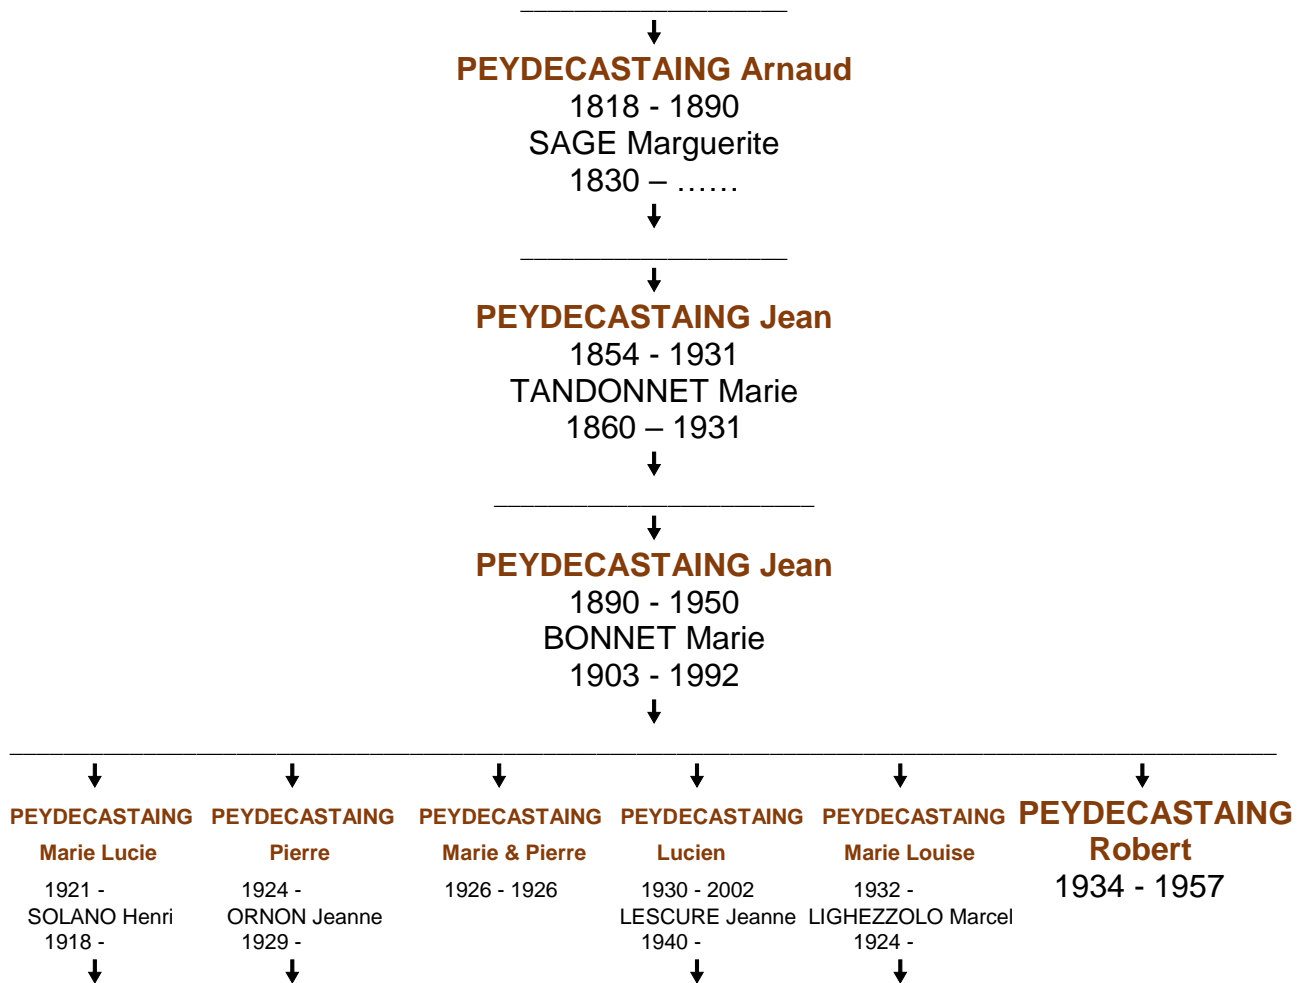 PEYDECASTAING Arnaud
1818 - 1890
SAGE Marguerite
1830 – ……
PEYDECASTAING Jean
1854 - 1931
TANDONNET Marie
1860 – 1931
PEYDECASTAING Jean
1890 - 1950
BONNET Marie
1903 - 1992
PEYDECASTAING
Marie Lucie
1921 -
SOLANO Henri
1918 -
PEYDECASTAING
Pierre
1924 -
ORNON Jeanne
1929 -
PEYDECASTAING
Marie & Pierre
1926 - 1926
PEYDECASTAING
Lucien
1930 - 2002
LESCURE Jeanne
1940 -
PEYDECASTAING
Marie Louise
1932 -
LIGHEZZOLO Marcel
1924 -
PEYDECASTAING
Robert
1934 - 1957